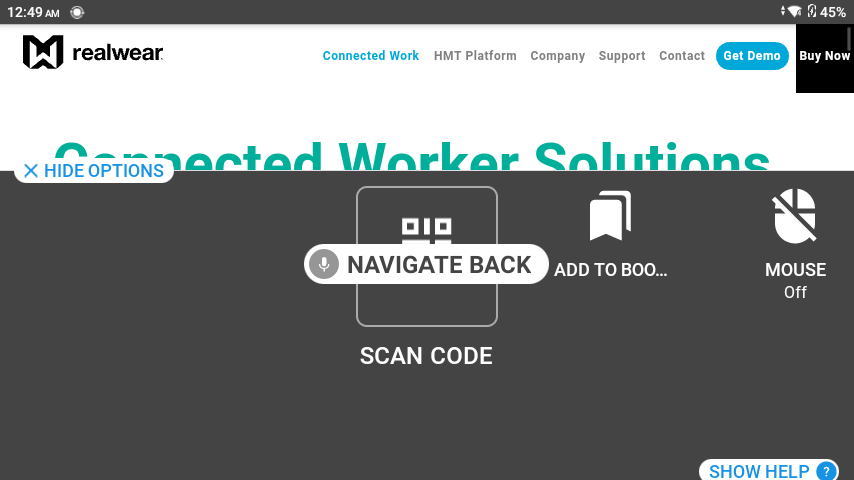 12:49 AM
45%
realwear
Connected Work
HMT Platform
Company
Support
Contact
Get Demo
Buy Now
Connected Worker Solutions
HIDE OPTIONS
NAVIGATE BACK
ADD TO BOO...
MOUSE
Off
SCAN CODE
SHOW HELP ?